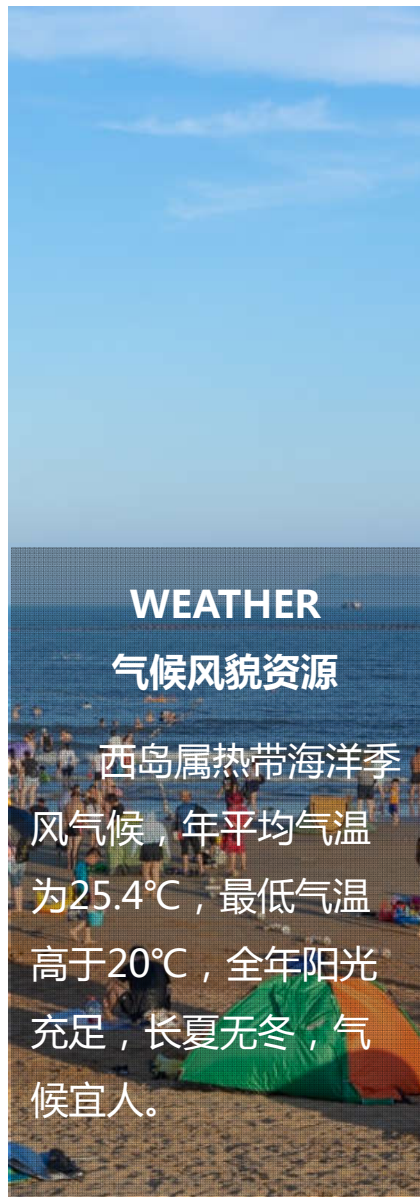 WEATHER
气候风貌资源
西岛属热带海洋季
风气候，年平均气温
为25.4℃，最低气温
高于20℃，全年阳光
充足，长夏无冬，气
候宜人。